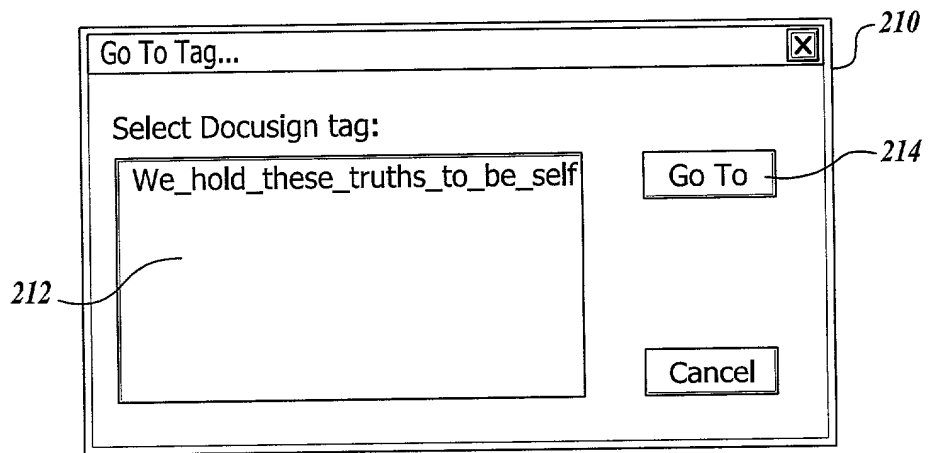 210
Go To Tag...
Select Docusign tag:
We_hold_these_truths_to_be_self
Go To
214
212
Cancel